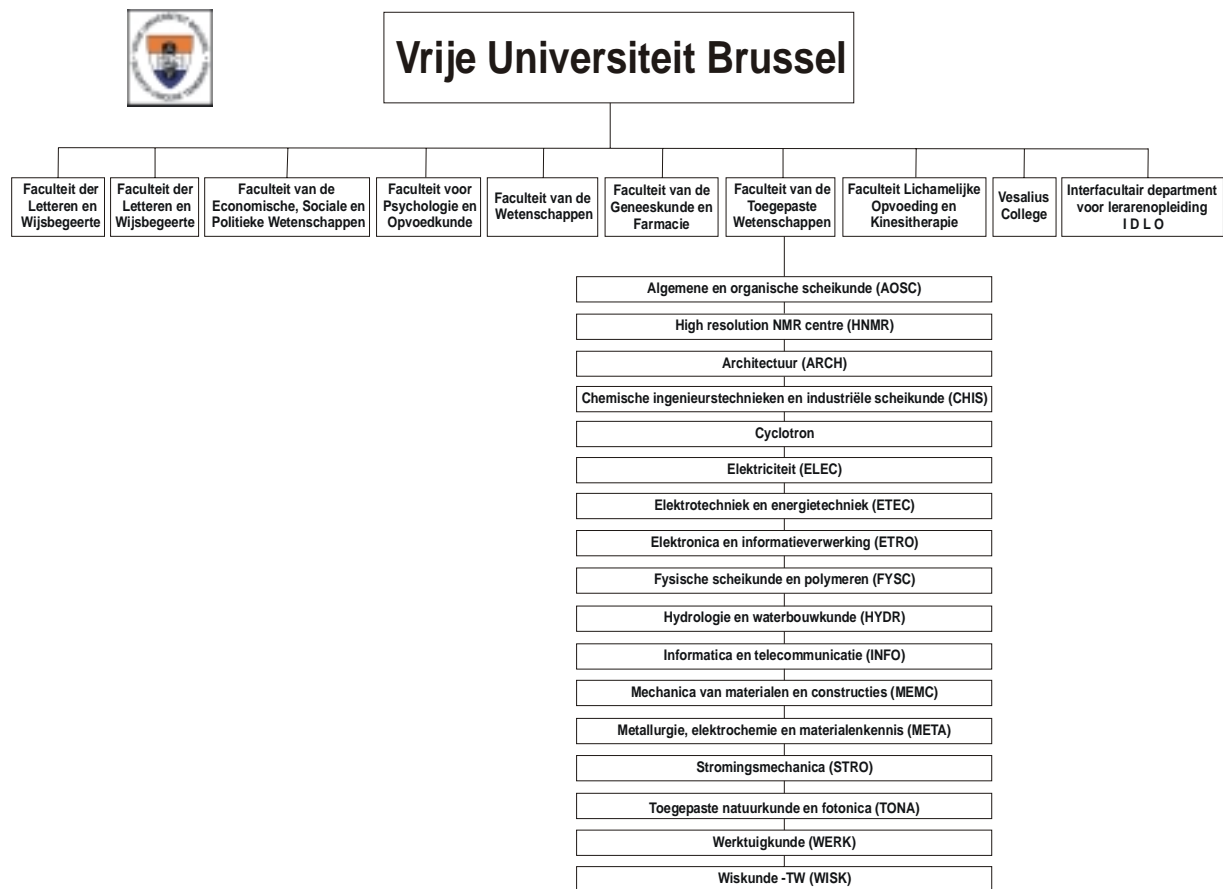 Vrije Universiteit Brussel
Faculteit der
Letteren en
Wijsbegeerte
Faculteit der
Letteren en
Wijsbegeerte
Faculteit van de
Economische, Sociale en
Politieke Wetenschappen
Faculteit voor
Psychologie en
Opvoedkunde
Faculteit van de
Wetenschappen
Faculteit van de
Geneeskunde en
Farmacie
Faculteit van de
Toegepaste
Wetenschappen
Faculteit Lichamelijke
Opvoeding en
Kinesitherapie
Vesalius
College
Interfacultair department
voor lerarenopleiding
I D L O
Algemene en organische scheikunde (AOSC)
High resolution NMR centre (HNMR)
Architectuur (ARCH)
Chemische ingenieurstechnieken en industriële scheikunde (CHIS)
Cyclotron
Elektriciteit (ELEC)
Elektrotechniek en energietechniek (ETEC)
Elektronica en informatieverwerking (ETRO)
Fysische scheikunde en polymeren (FYSC)
Hydrologie en waterbouwkunde (HYDR)
Informatica en telecommunicatie (INFO)
Mechanica van materialen en constructies (MEMC)
Metallurgie, elektrochemie en materialenkennis (META)
Stromingsmechanica (STRO)
Toegepaste natuurkunde en fotonica (TONA)
Werktuigkunde (WERK)
Wiskunde -TW (WISK)